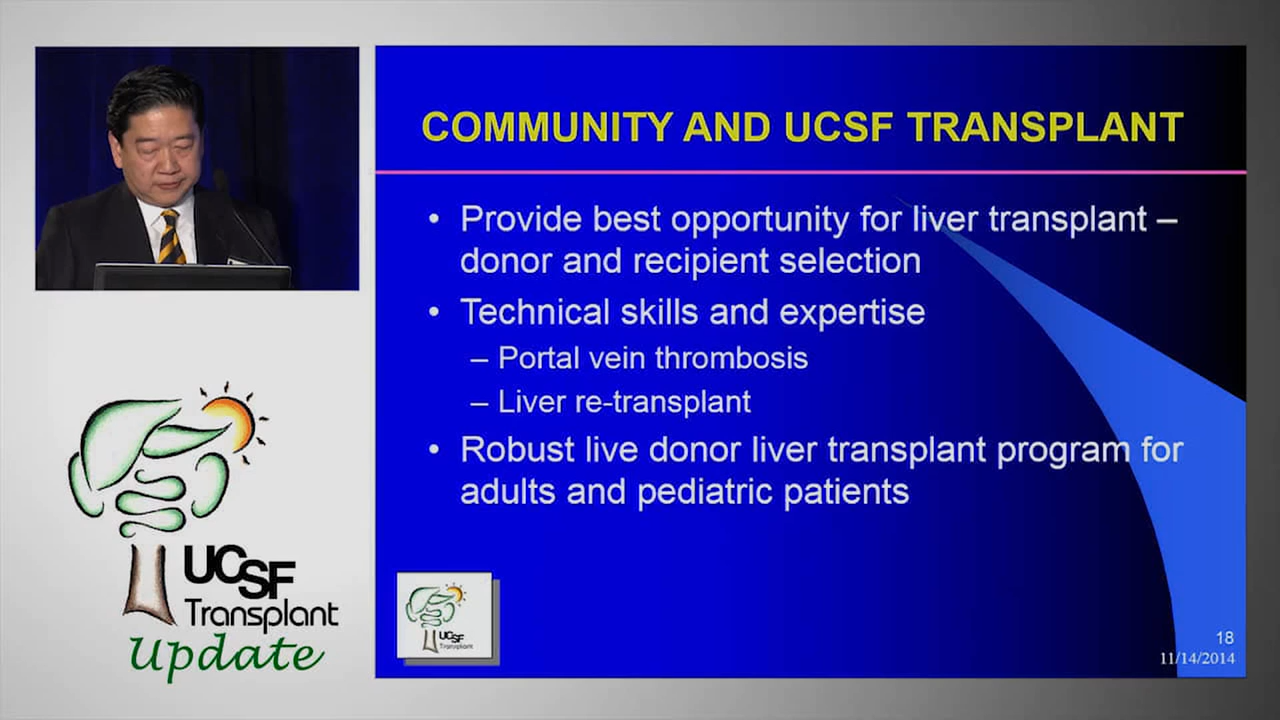 COMMUNITY AND UCSF TRANSPLANT
• Provide best opportunity for liver transplant –
donor and recipient selection
• Technical skills and expertise
– Portal vein thrombosis
– Liver re-transplant
• Robust live donor liver transplant program for
adults and pediatric patients
UCSF
Transplant
Update
UCSF
Transplant
18
11/14/2014